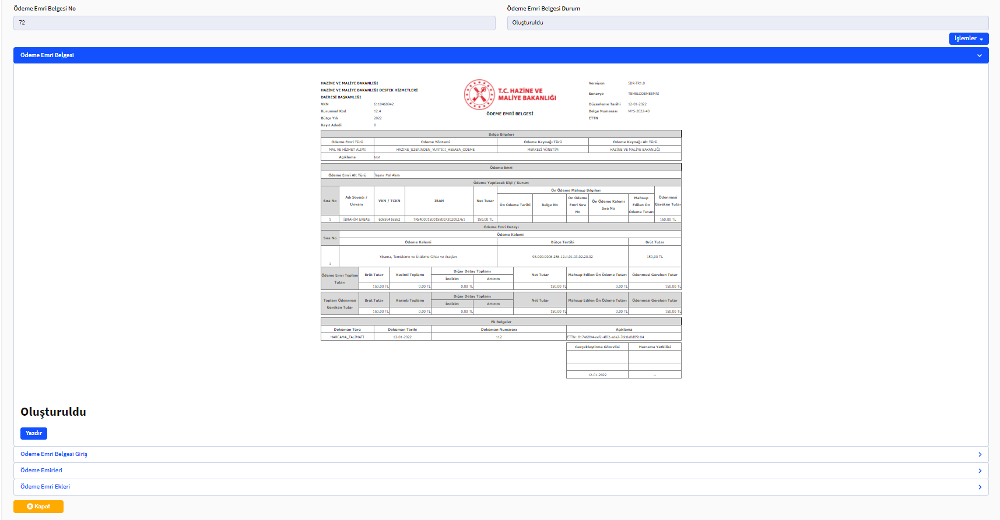 Ödeme Emri Belgesi No
Ödeme Emri Belgesi Durum
72
Oluşturuldu
İşlemler
Ödeme Emri Belgesi
HAZİNE VE MALİYE BAKANLIĞI
HAZİNE VE MALİYE BAKANLIĞI DESTEK HİZMETLERİ
DAİRESİ BAŞKANLIĞI
VKN 6110468942
Kurumsal Kod 12.4
Bütçe Yılı 2022
Kayıt Adedi 0
T.C. HAZİNE VE
MALİYE BAKANLIĞI
ÖDEME EMRİ BELGESİ
Versiyon SBR-TR1.0
Senaryo TEMELODEMEEMRI
Düzenleme Tarihi 12-01-2022
Belge Numarası MYS-2022-40
ETTN
Belge Bilgileri
Ödeme Emri Türü Ödeme Yöntemi Ödeme Kaynağı Türü Ödeme Kaynağı Alt Türü
MAL VE HİZMET ALIMI HAZINE_UZERINDEN_YURTICI_HESABA_ODEME MERKEZİ YÖNETİM HAZİNE VE MALİYE BAKANLIĞI
Açıklama test
Ödeme Emri
Ödeme Emri Alt Türü Taşınır Mal Alımı
Ödeme Yapılacak Kişi / Kurum
Sıra No Adı Soyadı / Unvanı VKN / TCKN IBAN Net Tutar Ön Ödeme Mahsup Bilgileri Ödenmesi Gereken Tutar
Ön Ödeme Tarihi Belge No Ön Ödeme Emri Sıra No Ön Ödeme Kalemi Sıra No Mahsup Edilen Ön Ödeme Tutarı
1 İBRAHİM ERBAŞ 60859416582 TR840001500158007302092761 150,00 TL 150,00 TL
Ödeme Emri Detayı
Sıra No Ödeme Kalemi
Ödeme Kalemi Bütçe Tertibi Brüt Tutar
1 Yıkama, Temizleme ve Ütüleme Cihaz ve Araçları 98.900.9006.256.12.4.01.03.02.20.02 150,00 TL
Ödeme Emri Toplam Tutarı Brüt Tutar Kesinti Toplamı Diğer Detay Toplamı Net Tutar Mahsup Edilen Ön Ödeme Tutarı Ödenmesi Gereken Tutar
İndirim Artırım
150,00 TL 0,00 TL 0,00 TL 150,00 TL 0,00 TL 150,00 TL
Toplam Ödenmesi Gereken Tutar Brüt Tutar Kesinti Toplamı Diğer Detay Toplamı Net Tutar Mahsup Edilen Ön Ödeme Tutarı Ödenmesi Gereken Tutar
İndirim Artırım
150,00 TL 0,00 TL 0,00 TL 150,00 TL 0,00 TL 150,00 TL
Ek Belgeler
Doküman Türü Doküman Tarihi Doküman Numarası Açıklama
HARCAMA_TALIMATI 12-01-2022 112 ETTN: 81746894-eefc-4f02-ada2-7dc8a8d85104
Gerçekleştirme Görevlisi Harcama Yetkilisi
12-01-2022 --
Oluşturuldu
Yazdır
Ödeme Emri Belgesi Giriş
Ödeme Emirleri
Ödeme Emri Ekleri
Kapat